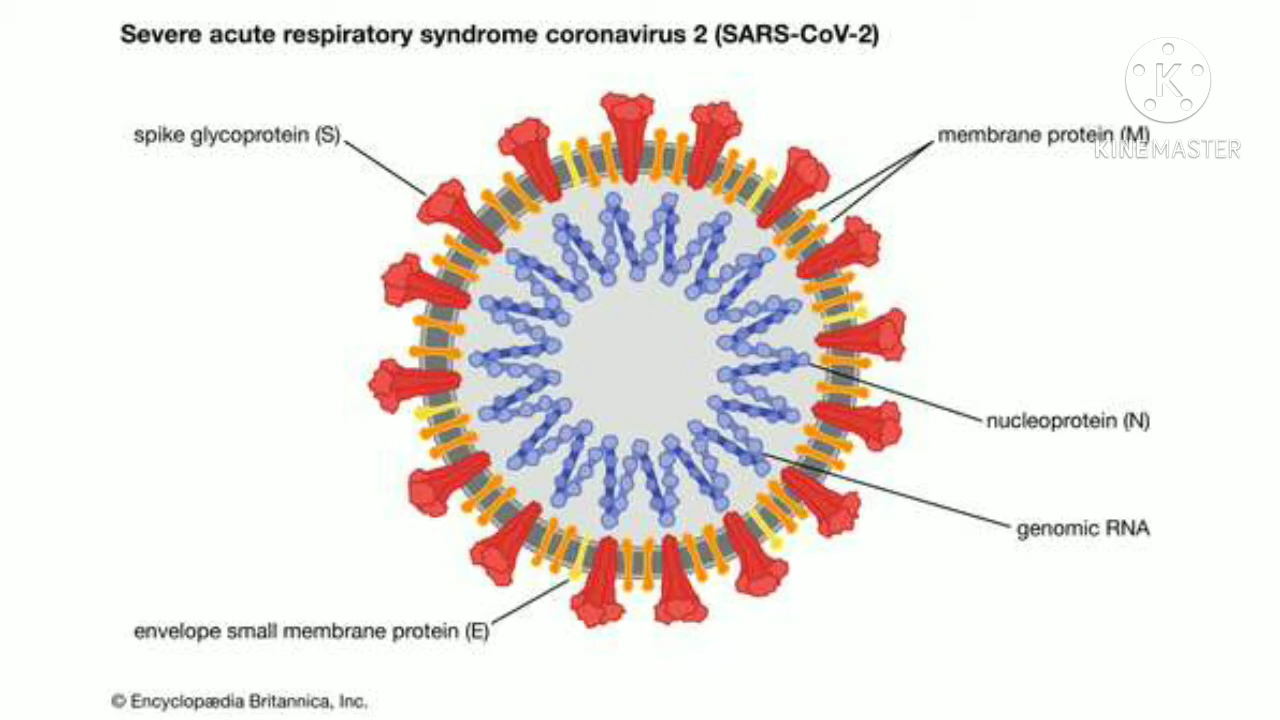 Severe acute respiratory syndrome coronavirus 2 (SARS-CoV-2)
K
spike glycoprotein (S)
membrane protein (M)
KINEMASTER
nucleoprotein (N)
genomic RNA
envelope small membrane protein (E)
© Encyclopædia Britannica, Inc.